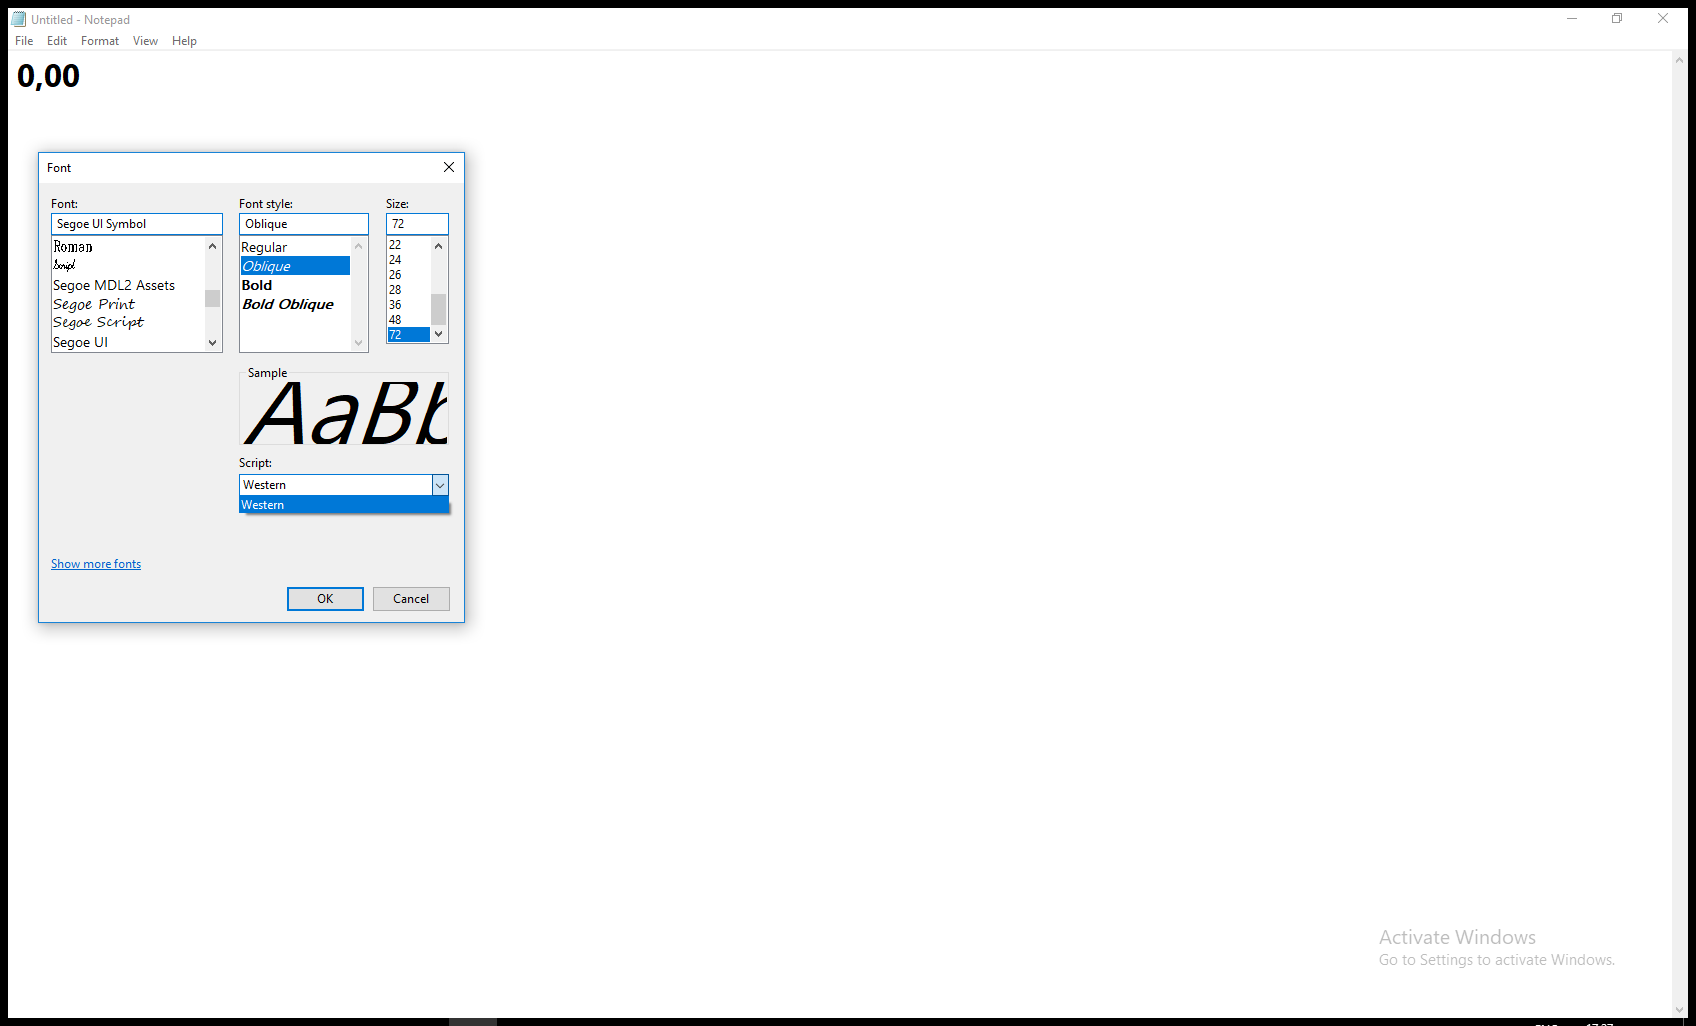 Untitled - Notepad
File Edit Format View Help
0,00
Font
Font:
Segoe UI Symbol
Roman
Script
Segoe MDL2 Assets
Segoe Print
Segoe Script
Segoe UI
Font style:
Oblique
Regular
Oblique
Bold
Bold Oblique
Size:
72
22
24
26
28
36
48
72
Sample
AaBb
Script:
Western
Western
Show more fonts
OK
Cancel
Activate Windows
Go to Settings to activate Windows.